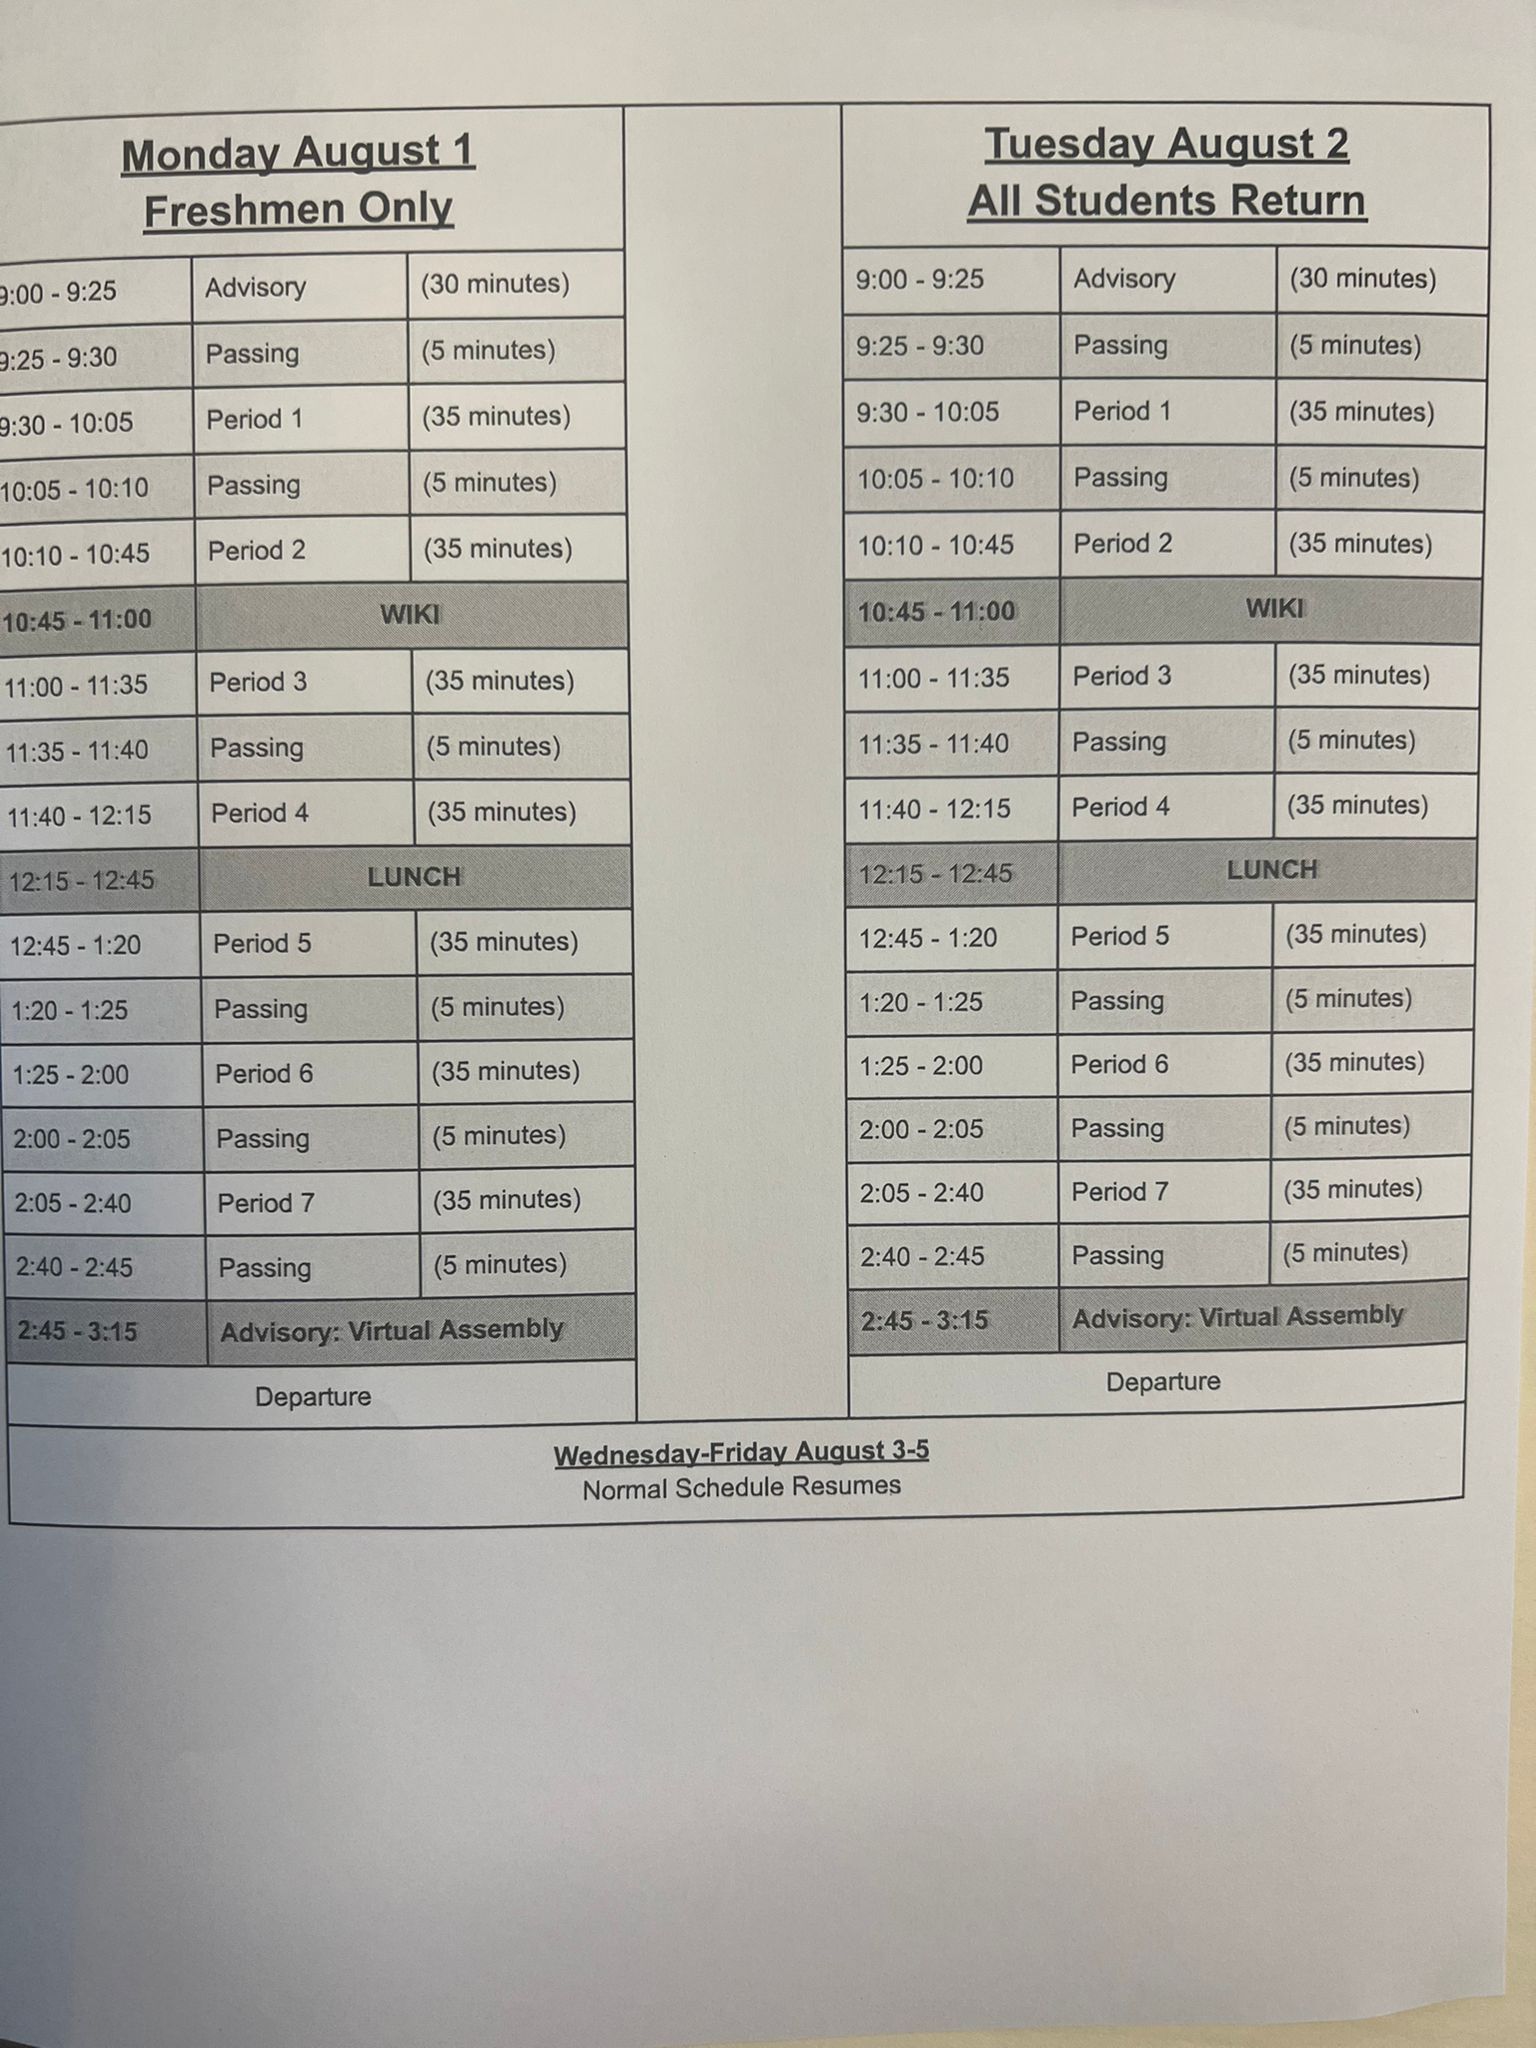 Monday August 1
Freshmen Only
9:00 - 9:25 Advisory (30 minutes)
9:25 - 9:30 Passing (5 minutes)
9:30 - 10:05 Period 1 (35 minutes)
10:05 - 10:10 Passing (5 minutes)
10:10 - 10:45 Period 2 (35 minutes)
10:45 - 11:00 WIKI
11:00 - 11:35 Period 3 (35 minutes)
11:35 - 11:40 Passing (5 minutes)
11:40 - 12:15 Period 4 (35 minutes)
12:15 - 12:45 LUNCH
12:45 - 1:20 Period 5 (35 minutes)
1:20 - 1:25 Passing (5 minutes)
1:25 - 2:00 Period 6 (35 minutes)
2:00 - 2:05 Passing (5 minutes)
2:05 - 2:40 Period 7 (35 minutes)
2:40 - 2:45 Passing (5 minutes)
2:45 - 3:15 Advisory: Virtual Assembly
Departure
Tuesday August 2
All Students Return
9:00 - 9:25 Advisory (30 minutes)
9:25 - 9:30 Passing (5 minutes)
9:30 - 10:05 Period 1 (35 minutes)
10:05 - 10:10 Passing (5 minutes)
10:10 - 10:45 Period 2 (35 minutes)
10:45 - 11:00 WIKI
11:00 - 11:35 Period 3 (35 minutes)
11:35 - 11:40 Passing (5 minutes)
11:40 - 12:15 Period 4 (35 minutes)
12:15 - 12:45 LUNCH
12:45 - 1:20 Period 5 (35 minutes)
1:20 - 1:25 Passing (5 minutes)
1:25 - 2:00 Period 6 (35 minutes)
2:00 - 2:05 Passing (5 minutes)
2:05 - 2:40 Period 7 (35 minutes)
2:40 - 2:45 Passing (5 minutes)
2:45 - 3:15 Advisory: Virtual Assembly
Departure
Wednesday-Friday August 3-5
Normal Schedule Resumes